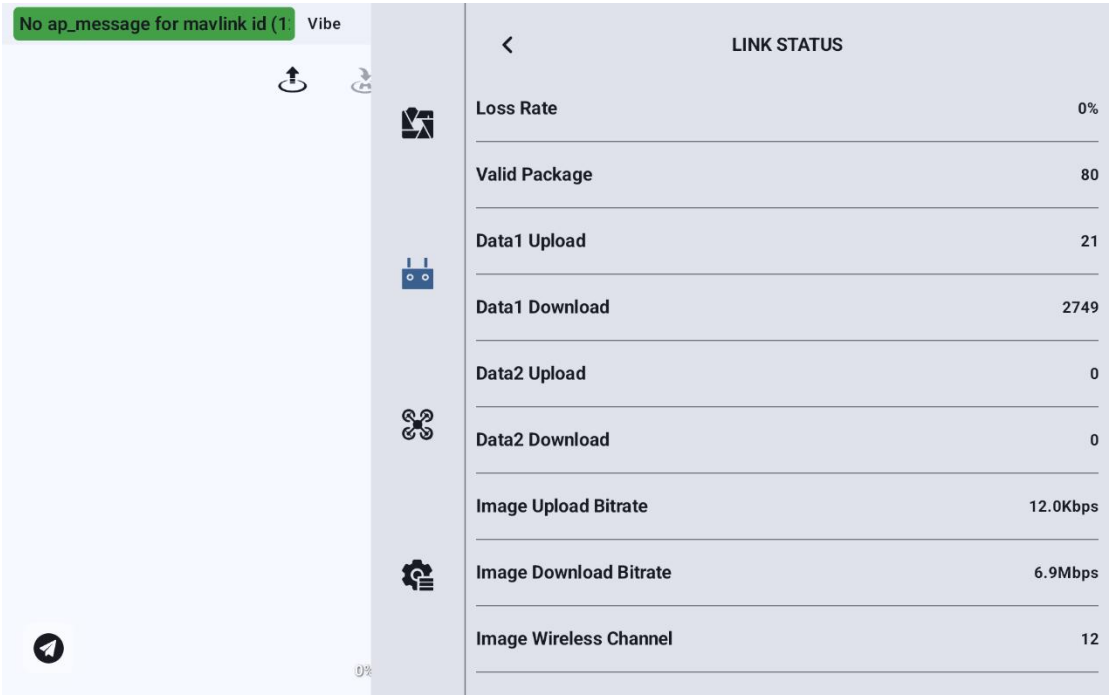 No ap_message for mavlink id (1
Vibe
LINK STATUS
Loss Rate 0%
Valid Package 80
Data1 Upload 21
Data1 Download 2749
Data2 Upload 0
Data2 Download 0
Image Upload Bitrate 12.0Kbps
Image Download Bitrate 6.9Mbps
Image Wireless Channel 12
0%